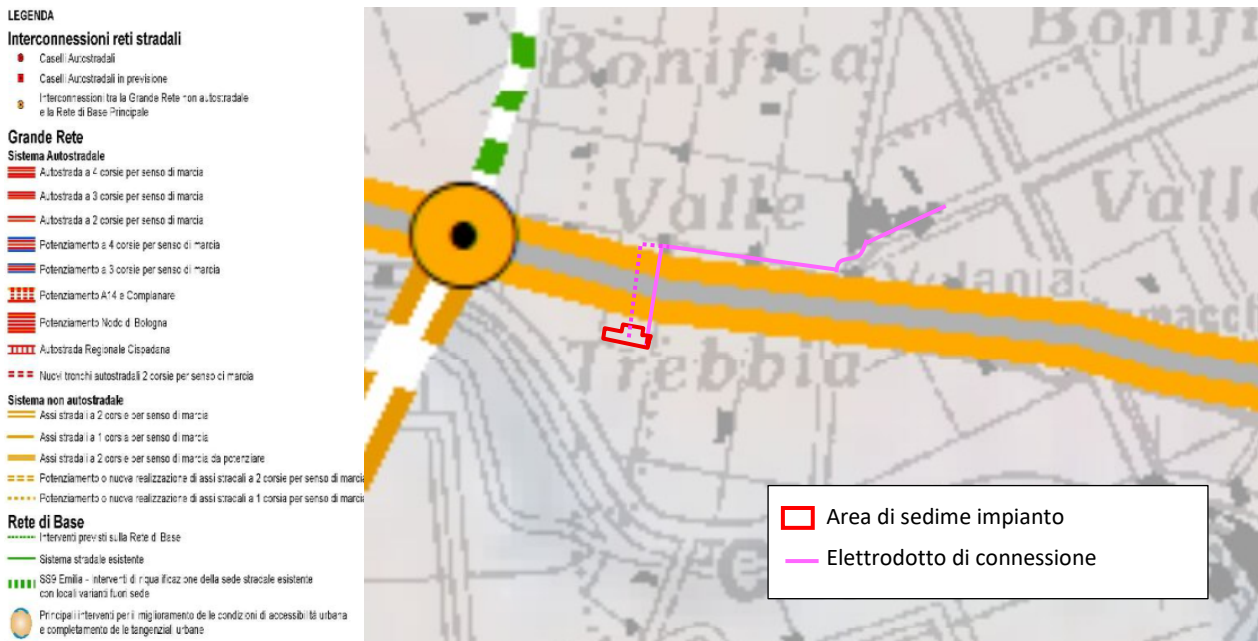 LEGENDA
Interconnessioni reti stradali
Caselli Autostradali
Caselli Autostradali in previsione
Interconnessioni tra la Grande Rete non autostradale
e la Rete di Base Principale
Grande Rete
Sistema Autostradale
Autostrada a 4 corsie per senso di marcia
Autostrada a 3 corsie per senso di marcia
Autostrada a 2 corsie per senso di marcia
Potenziamento a 4 corsie per senso di marcia
Potenziamento a 3 corsie per senso di marcia
Potenziamento A14 e Complanare
Potenziamento Nodo di Bologna
Autostrada Regionale Cispadana
Nuovi tronchi autostradali 2 corsie per senso di marcia
Sistema non autostradale
Assi stradali a 2 corsie per senso di marcia
Assi stradali a 1 corsia per senso di marcia
Assi stradali a 2 corsie per senso di marcia da potenziare
Potenziamento o nuova realizzazione di assi stradali a 2 corsie per senso di marcia
Potenziamento o nuova realizzazione di assi stradali a 1 corsia per senso di marcia
Rete di Base
Interventi previsti sulla Rete di Base
Sistema stradale esistente
SS9 Emilia - Interventi di riqualificazione della sede stradale esistente
con locali varianti fuori sede
Principali interventi per il miglioramento delle condizioni di accessibilità urbana
e completamento delle tangenziali urbane
Bonifica
Bonifi
Valle
Valle
Trebbia
Area di sedime impianto
Elettrodotto di connessione